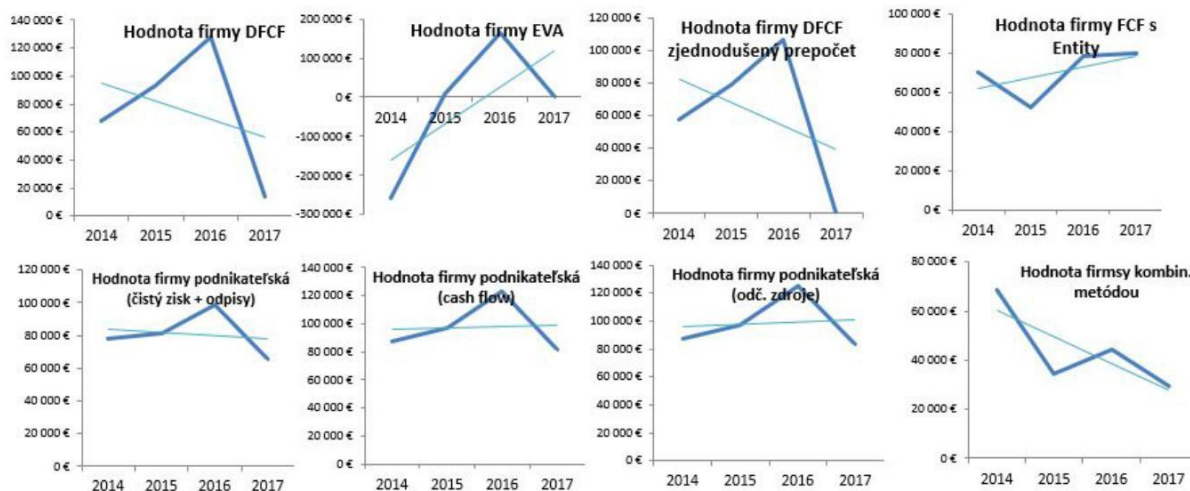 Hodnota firmy DFCF
140 000 €
120 000 €
100 000 €
80 000 €
60 000 €
40 000 €
20 000 €
0 €
2014 2015 2016 2017
Hodnota firmy EVA
200 000 €
100 000 €
0 €
-100 000 €
-200 000 €
-300 000 €
2014 2015 2016 2017
Hodnota firmy DFCF
zjednodušený prepočet
120 000 €
100 000 €
80 000 €
60 000 €
40 000 €
20 000 €
0 €
2014 2015 2016 2017
Hodnota firmy FCF s
Entity
100 000 €
80 000 €
60 000 €
40 000 €
20 000 €
0 €
2014 2015 2016 2017
Hodnota firmy podnikateľská
(čistý zisk + odpisy)
120 000 €
100 000 €
80 000 €
60 000 €
40 000 €
20 000 €
0 €
2014 2015 2016 2017
Hodnota firmy podnikateľská
(cash flow)
140 000 €
120 000 €
100 000 €
80 000 €
60 000 €
40 000 €
20 000 €
0 €
2014 2015 2016 2017
Hodnota firmy podnikateľská
(odč. zdroje)
140 000 €
120 000 €
100 000 €
80 000 €
60 000 €
40 000 €
20 000 €
0 €
2014 2015 2016 2017
Hodnota firmsy kombin.
metódou
80 000 €
60 000 €
40 000 €
20 000 €
0 €
2014 2015 2016 2017